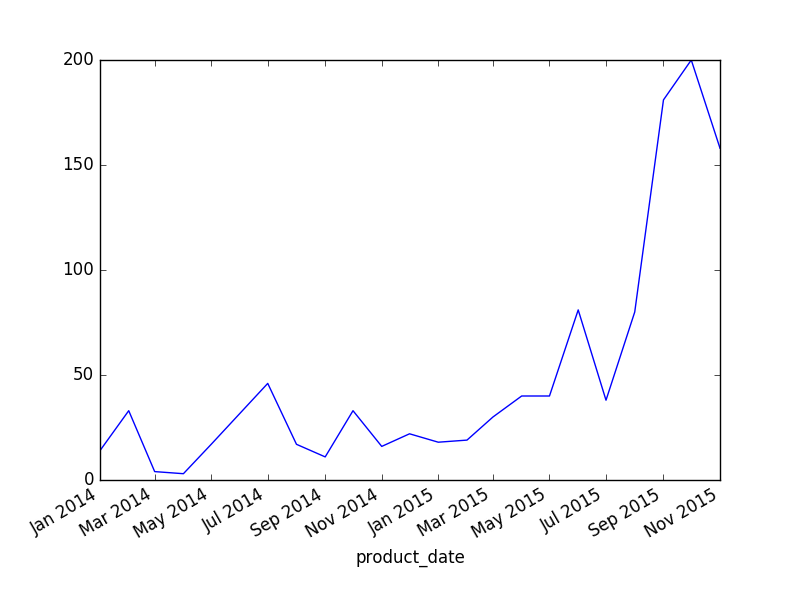 200
150
100
50
0
Jan 2014
Mar 2014
May 2014
Jul 2014
Sep 2014
Nov 2014
Jan 2015
Mar 2015
May 2015
Jul 2015
Sep 2015
Nov 2015
product_date